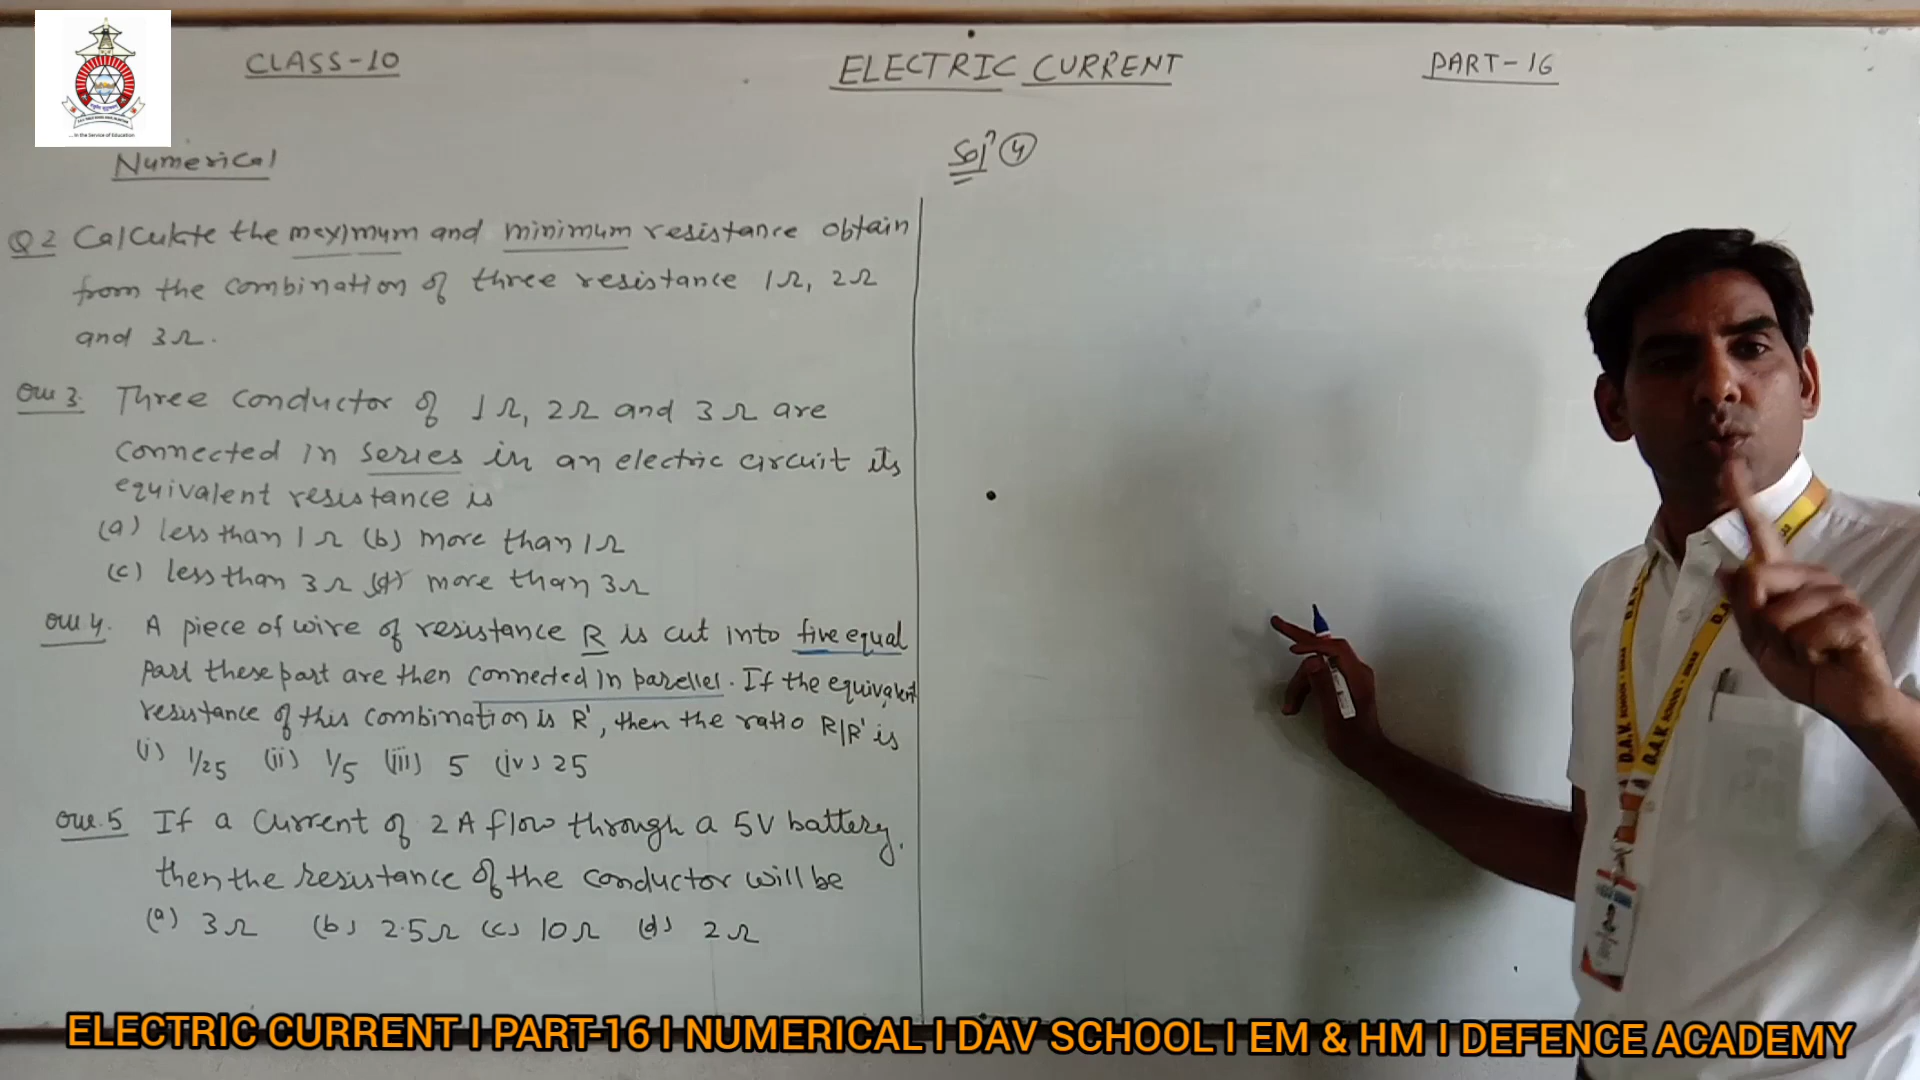 CLASS-10
ELECTRIC CURRENT
PART-16
Numerical
Q2 Calculate the maximum and minimum resistance obtain
from the combination of three resistance 1Ω, 2Ω
and 3Ω.
Que 3. Three conductor of 1Ω, 2Ω and 3Ω are
connected in series in an electric circuit its
equivalent resistance is
(a) less than 1Ω (b) more than 1Ω
(c) less than 3Ω (d) more than 3Ω
Que 4. A piece of wire of resistance R is cut into five equal
part these part are then connected in parellel. If the equivalent
resistance of this combination is R', then the ratio R/R' is
(i) 1/25 (ii) 1/5 (iii) 5 (iv) 25
Que.5 If a current of 2A flow through a 5V battery.
then the resistance of the conductor will be
(a) 3Ω (b) 2.5Ω (c) 10Ω (d) 2Ω
Solⁿ 4
...In the Service of Education
ELECTRIC CURRENT I PART-16 I NUMERICAL I DAV SCHOOL I EM & HM I DEFENCE ACADEMY